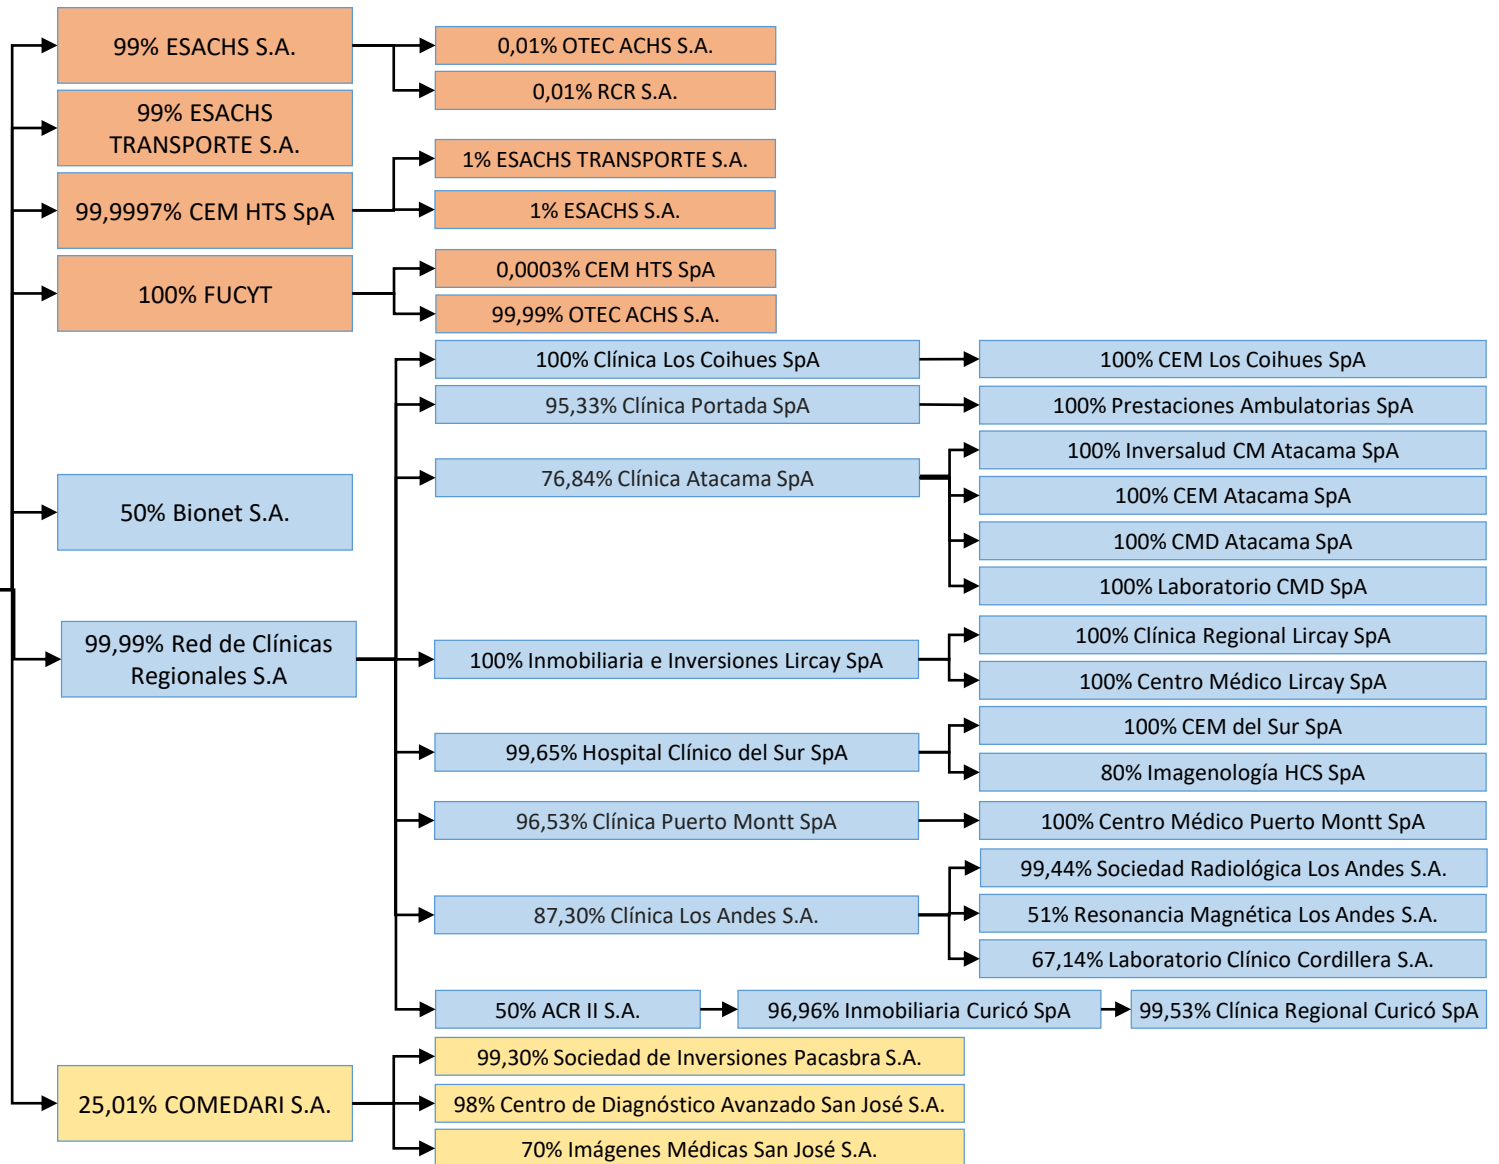 99% ESACHS S.A.
0,01% OTEC ACHS S.A.
0,01% RCR S.A.
99% ESACHS
TRANSPORTE S.A.
99,9997% CEM HTS SpA
1% ESACHS TRANSPORTE S.A.
1% ESACHS S.A.
100% FUCYT
0,0003% CEM HTS SpA
99,99% OTEC ACHS S.A.
50% Bionet S.A.
99,99% Red de Clínicas
Regionales S.A
100% Clínica Los Coihues SpA
100% CEM Los Coihues SpA
95,33% Clínica Portada SpA
100% Prestaciones Ambulatorias SpA
76,84% Clínica Atacama SpA
100% Inversalud CM Atacama SpA
100% CEM Atacama SpA
100% CMD Atacama SpA
100% Laboratorio CMD SpA
100% Inmobiliaria e Inversiones Lircay SpA
100% Clínica Regional Lircay SpA
100% Centro Médico Lircay SpA
99,65% Hospital Clínico del Sur SpA
100% CEM del Sur SpA
80% Imagenología HCS SpA
96,53% Clínica Puerto Montt SpA
100% Centro Médico Puerto Montt SpA
87,30% Clínica Los Andes S.A.
99,44% Sociedad Radiológica Los Andes S.A.
51% Resonancia Magnética Los Andes S.A.
67,14% Laboratorio Clínico Cordillera S.A.
50% ACR II S.A.
96,96% Inmobiliaria Curicó SpA
99,53% Clínica Regional Curicó SpA
25,01% COMEDARI S.A.
99,30% Sociedad de Inversiones Pacasbra S.A.
98% Centro de Diagnóstico Avanzado San José S.A.
70% Imágenes Médicas San José S.A.